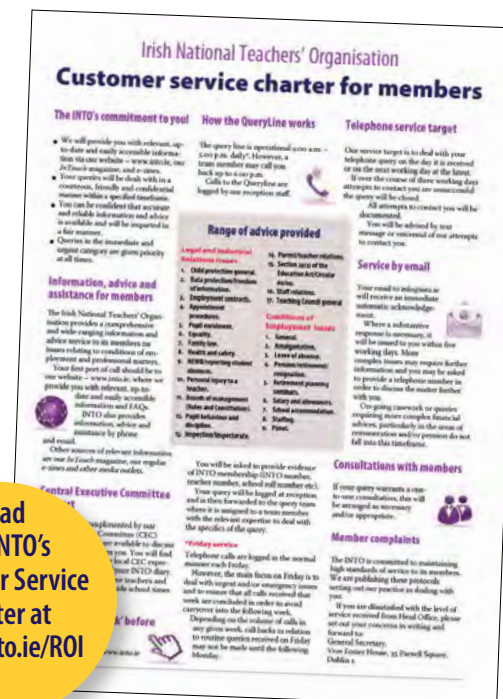 Irish National Teachers' Organisation
Customer service charter for members
The INTO's commitment to you!
We will provide you with relevant, up-
to-date and easily accessible informa-
tion via our website – www.into.ie, our
InTouch magazine, and e-zines.
Your queries will be dealt with in a
courteous, friendly and confidential
manner within a specified timeframe.
You can be confident that accurate
and reliable information and advice
is available and will be imparted in
a fair manner.
Queries in the immediate and
urgent category are given priority
at all times.
Information, advice and
assistance for members
The Irish National Teachers' Organ-
isation provides a comprehensive
and wide-ranging information and
advice service to its members on
issues relating to conditions of em-
ployment and professional matters.
Your first port of call should be to
our website – www.into.ie, where we
provide you with relevant, up-to-
date and easily accessible
information and FAQs.
INTO also provides
information, advice and
assistance by phone
and email.
Other sources of relevant information
are our InTouch magazine, our regular
e-zines and other media outlets.
Central Executive Committee
complimented by our
Committee (CEC)
are available to discuss
you. You will find
local CEC
your INTO diary.
teachers and
school times.
before
www.into.ie
How the QueryLine works
The query line is operational 9.00 a.m –
5.00 p.m. daily*. However, a
team member may call you
back up to 6.00 p.m.
Calls to the Queryline are
logged by our reception staff.
Range of advice provided
Legal and Industrial
Relations Issues
1. Child protection general.
2. Data protection/freedom
of information.
3. Employment contracts.
4. Appointment
procedures.
5. Pupil enrolment.
6. Equality.
7. Family law.
8. Health and safety.
9. NEWB/reporting student
absences.
10. Personal injury to a
teacher.
11. Boards of management
(Rules and Constitution).
12. Pupil behaviour and
discipline.
13. Inspection/Inspectorate.
14. Parent/teacher relations.
15. Section 24 of the
Education Act/Circular
16. Staff relations.
17. Teaching Council general
Conditions of
Employment Issues
1. General.
2. Amalgamation.
3. Leave of absence.
4. Pensions/retirement/
resignation.
5. Retirement planning
seminars.
6. Salary and allowances.
7. School accommodation.
8. Staffing.
9. Panel.
You will be asked to provide evidence
of INTO membership (INTO number,
teacher number, school roll number etc).
Your query will be logged at reception
and is then forwarded to the query team
where it is assigned to a team member
with the relevant expertise to deal with
the specifics of the query.
*Friday service
Telephone calls are logged in the normal
manner each Friday.
However, the main focus on Friday is to
deal with urgent and/or emergency issues
and to ensure that all calls received that
week are concluded in order to avoid
carryover into the following week.
Depending on the volume of calls in
any given week, call backs in relation
to routine queries received on Friday
may not be made until the following
Monday.
Telephone service target
Our service target is to deal with your
telephone query on the day it is received
or on the next working day at the latest.
If over the course of three working days
attempts to contact you are unsuccessful
the query will be closed.
All attempts to contact you will be
documented.
You will be advised by text
message or voicemail of our attempts
to contact you.
Service by email
Your email to info@into.ie
will receive an immediate
automatic acknowledge-
ment.
Where a substantive
response is necessary, it
will be issued to you within five
working days. More
complex issues may require further
information and you may be asked
to provide a telephone number in
order to discuss the matter further
with you.
On-going casework or queries
requiring more complex financial
advices, particularly in the areas of
remuneration and/or pension do not
fall into this timeframe.
Consultations with members
If your query warrants a one-
to-one consultation, this will
be arranged as necessary
and/or appropriate.
Member complaints
The INTO is committed to maintaining
high standards of service to its members.
We are publishing these protocols
setting out our practice in dealing with
you.
If you are dissatisfied with the level of
service received from Head Office, please
set out your concerns in writing and
forward to:
General Secretary,
Vere Foster House, 35 Parnell Square,
Dublin 1.
ad
NTO's
r Service
ter at
to.ie/ROI